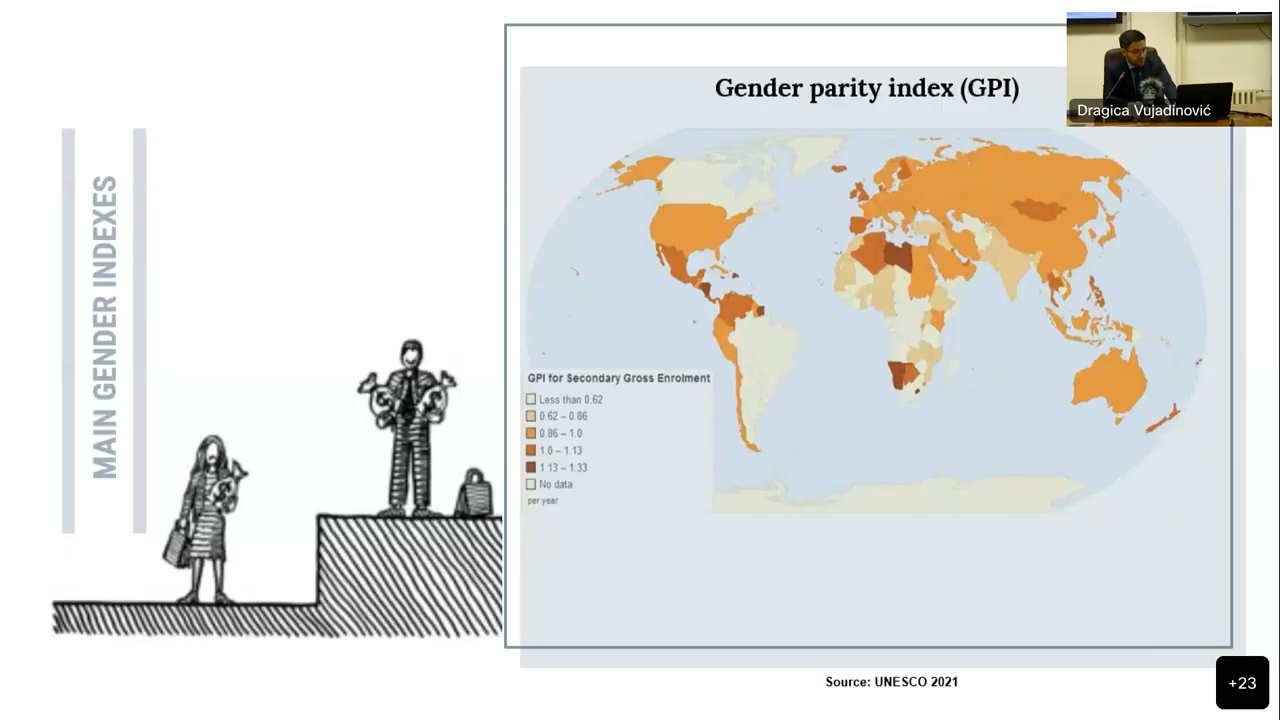 MAIN GENDER INDEXES
Gender parity index (GPI)
Dragica Vujadinović
GPI for Secondary Gross Enrolment
Less than 0.62
0.62 – 0.86
0.86 – 1.0
1.0 – 1.13
1.13 – 1.33
No data
per year
Source: UNESCO 2021
+23